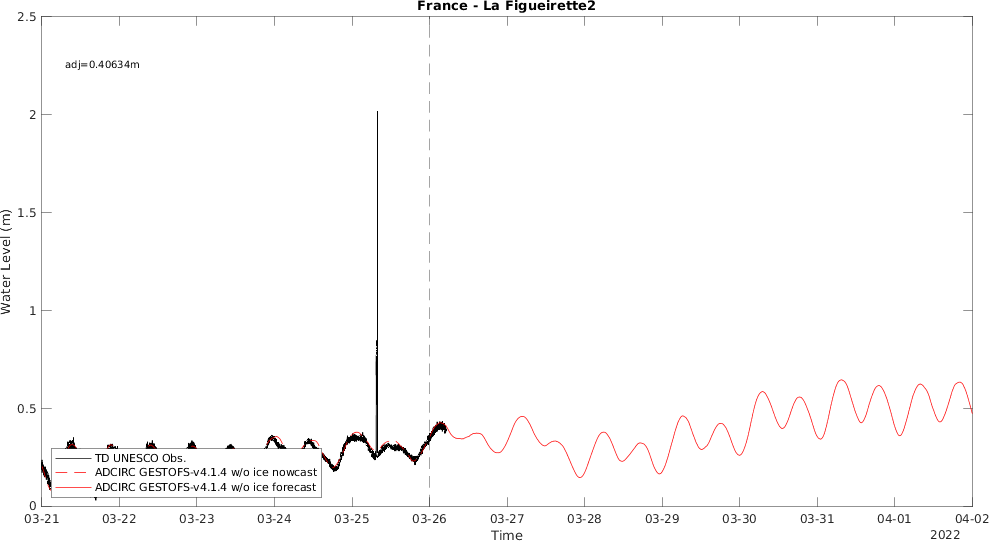 France - La Figueirette2
2.5
adj=0.40634m
2
1.5
Water Level (m)
1
0.5
TD UNESCO Obs.
ADCIRC GESTOFS-v4.1.4 w/o ice nowcast
ADCIRC GESTOFS-v4.1.4 w/o ice forecast
0
03-21 03-22 03-23 03-24 03-25 03-26 03-27 03-28 03-29 03-30 03-31 04-01 04-02
Time
2022